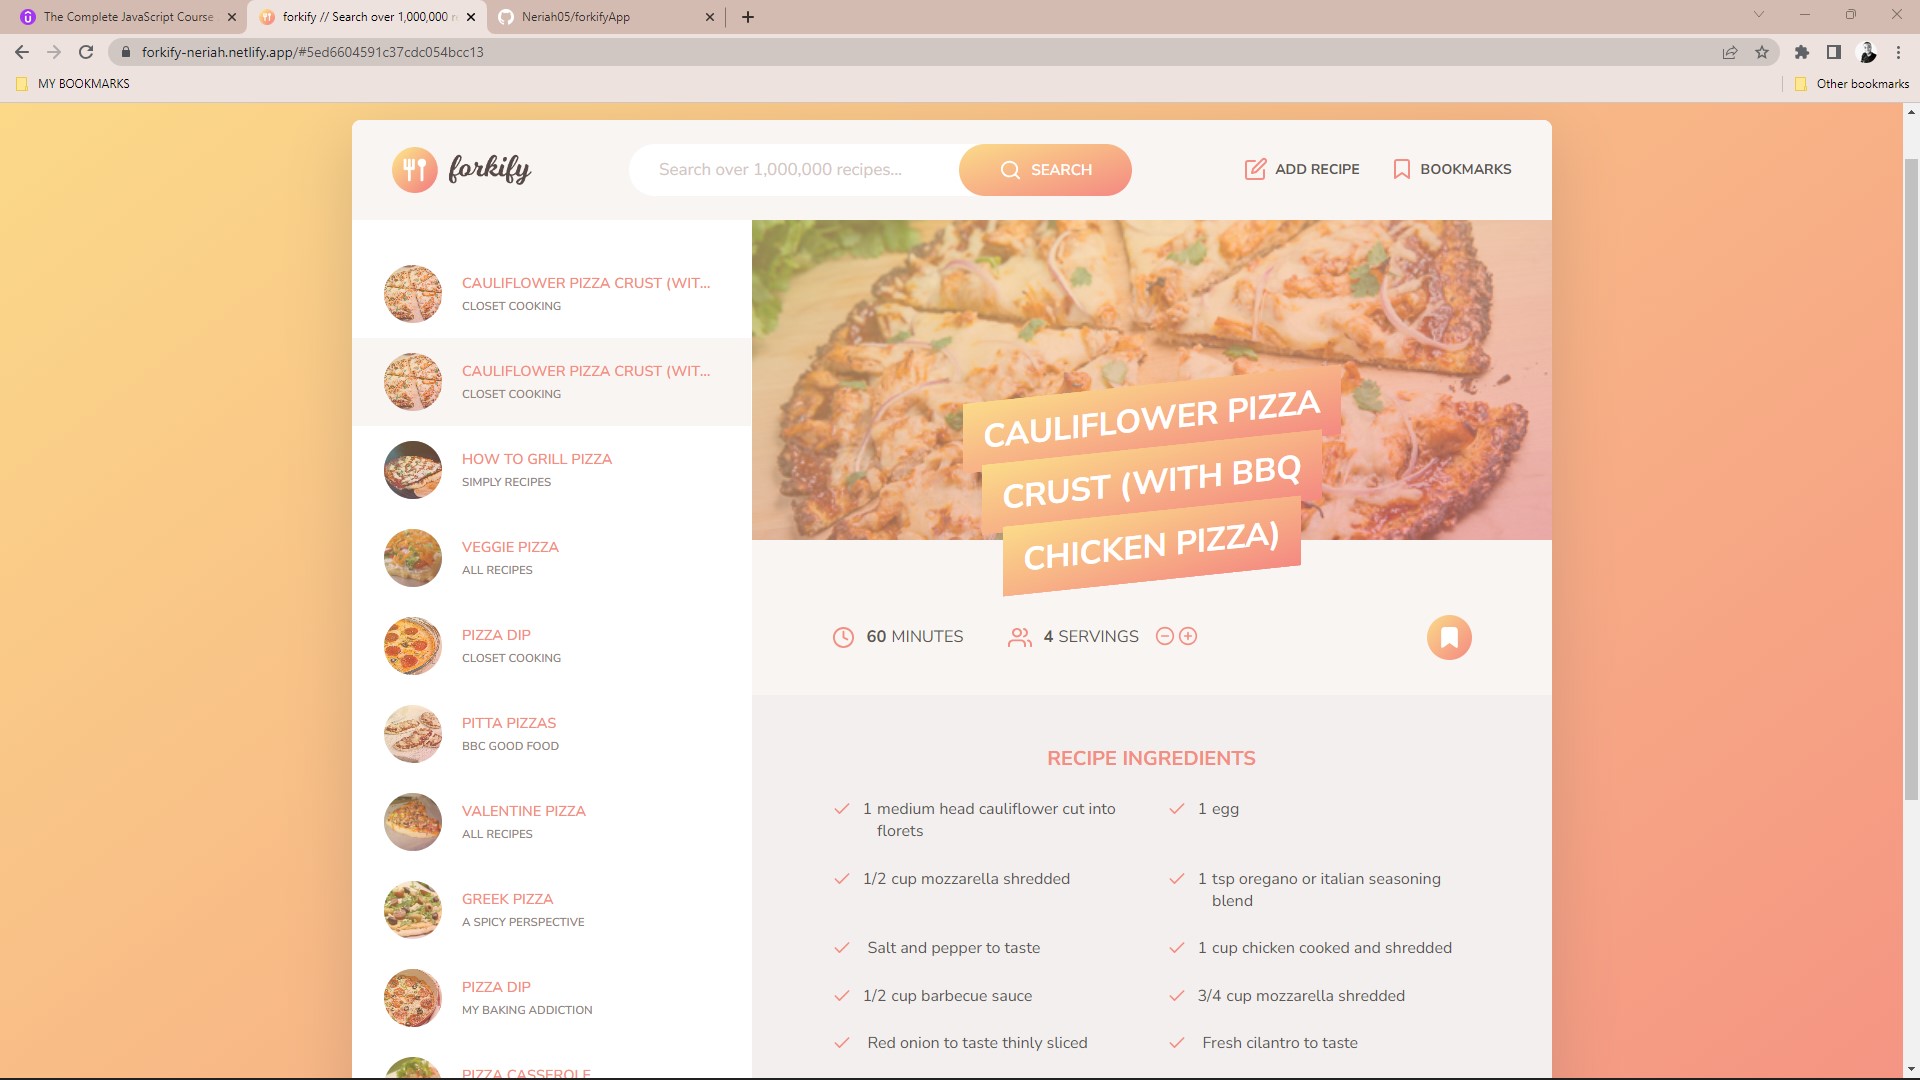 The Complete JavaScript Course
forkify // Search over 1,000,000
Neriah05/forkifyApp
forkify-neriah.netlify.app/#5ed6604591c37cdc054bcc13
MY BOOKMARKS
Other bookmarks
forkify
Search over 1,000,000 recipes...
SEARCH
ADD RECIPE
BOOKMARKS
CAULIFLOWER PIZZA CRUST (WIT...
CLOSET COOKING
CAULIFLOWER PIZZA CRUST (WIT...
CLOSET COOKING
HOW TO GRILL PIZZA
SIMPLY RECIPES
VEGGIE PIZZA
ALL RECIPES
PIZZA DIP
CLOSET COOKING
PITTA PIZZAS
BBC GOOD FOOD
VALENTINE PIZZA
ALL RECIPES
GREEK PIZZA
A SPICY PERSPECTIVE
PIZZA DIP
MY BAKING ADDICTION
PIZZA CASSEROLE
CAULIFLOWER PIZZA
CRUST (WITH BBQ
CHICKEN PIZZA)
60 MINUTES
4 SERVINGS
RECIPE INGREDIENTS
1 medium head cauliflower cut into
florets
1 egg
1/2 cup mozzarella shredded
1 tsp oregano or italian seasoning
blend
Salt and pepper to taste
1 cup chicken cooked and shredded
1/2 cup barbecue sauce
3/4 cup mozzarella shredded
Red onion to taste thinly sliced
Fresh cilantro to taste